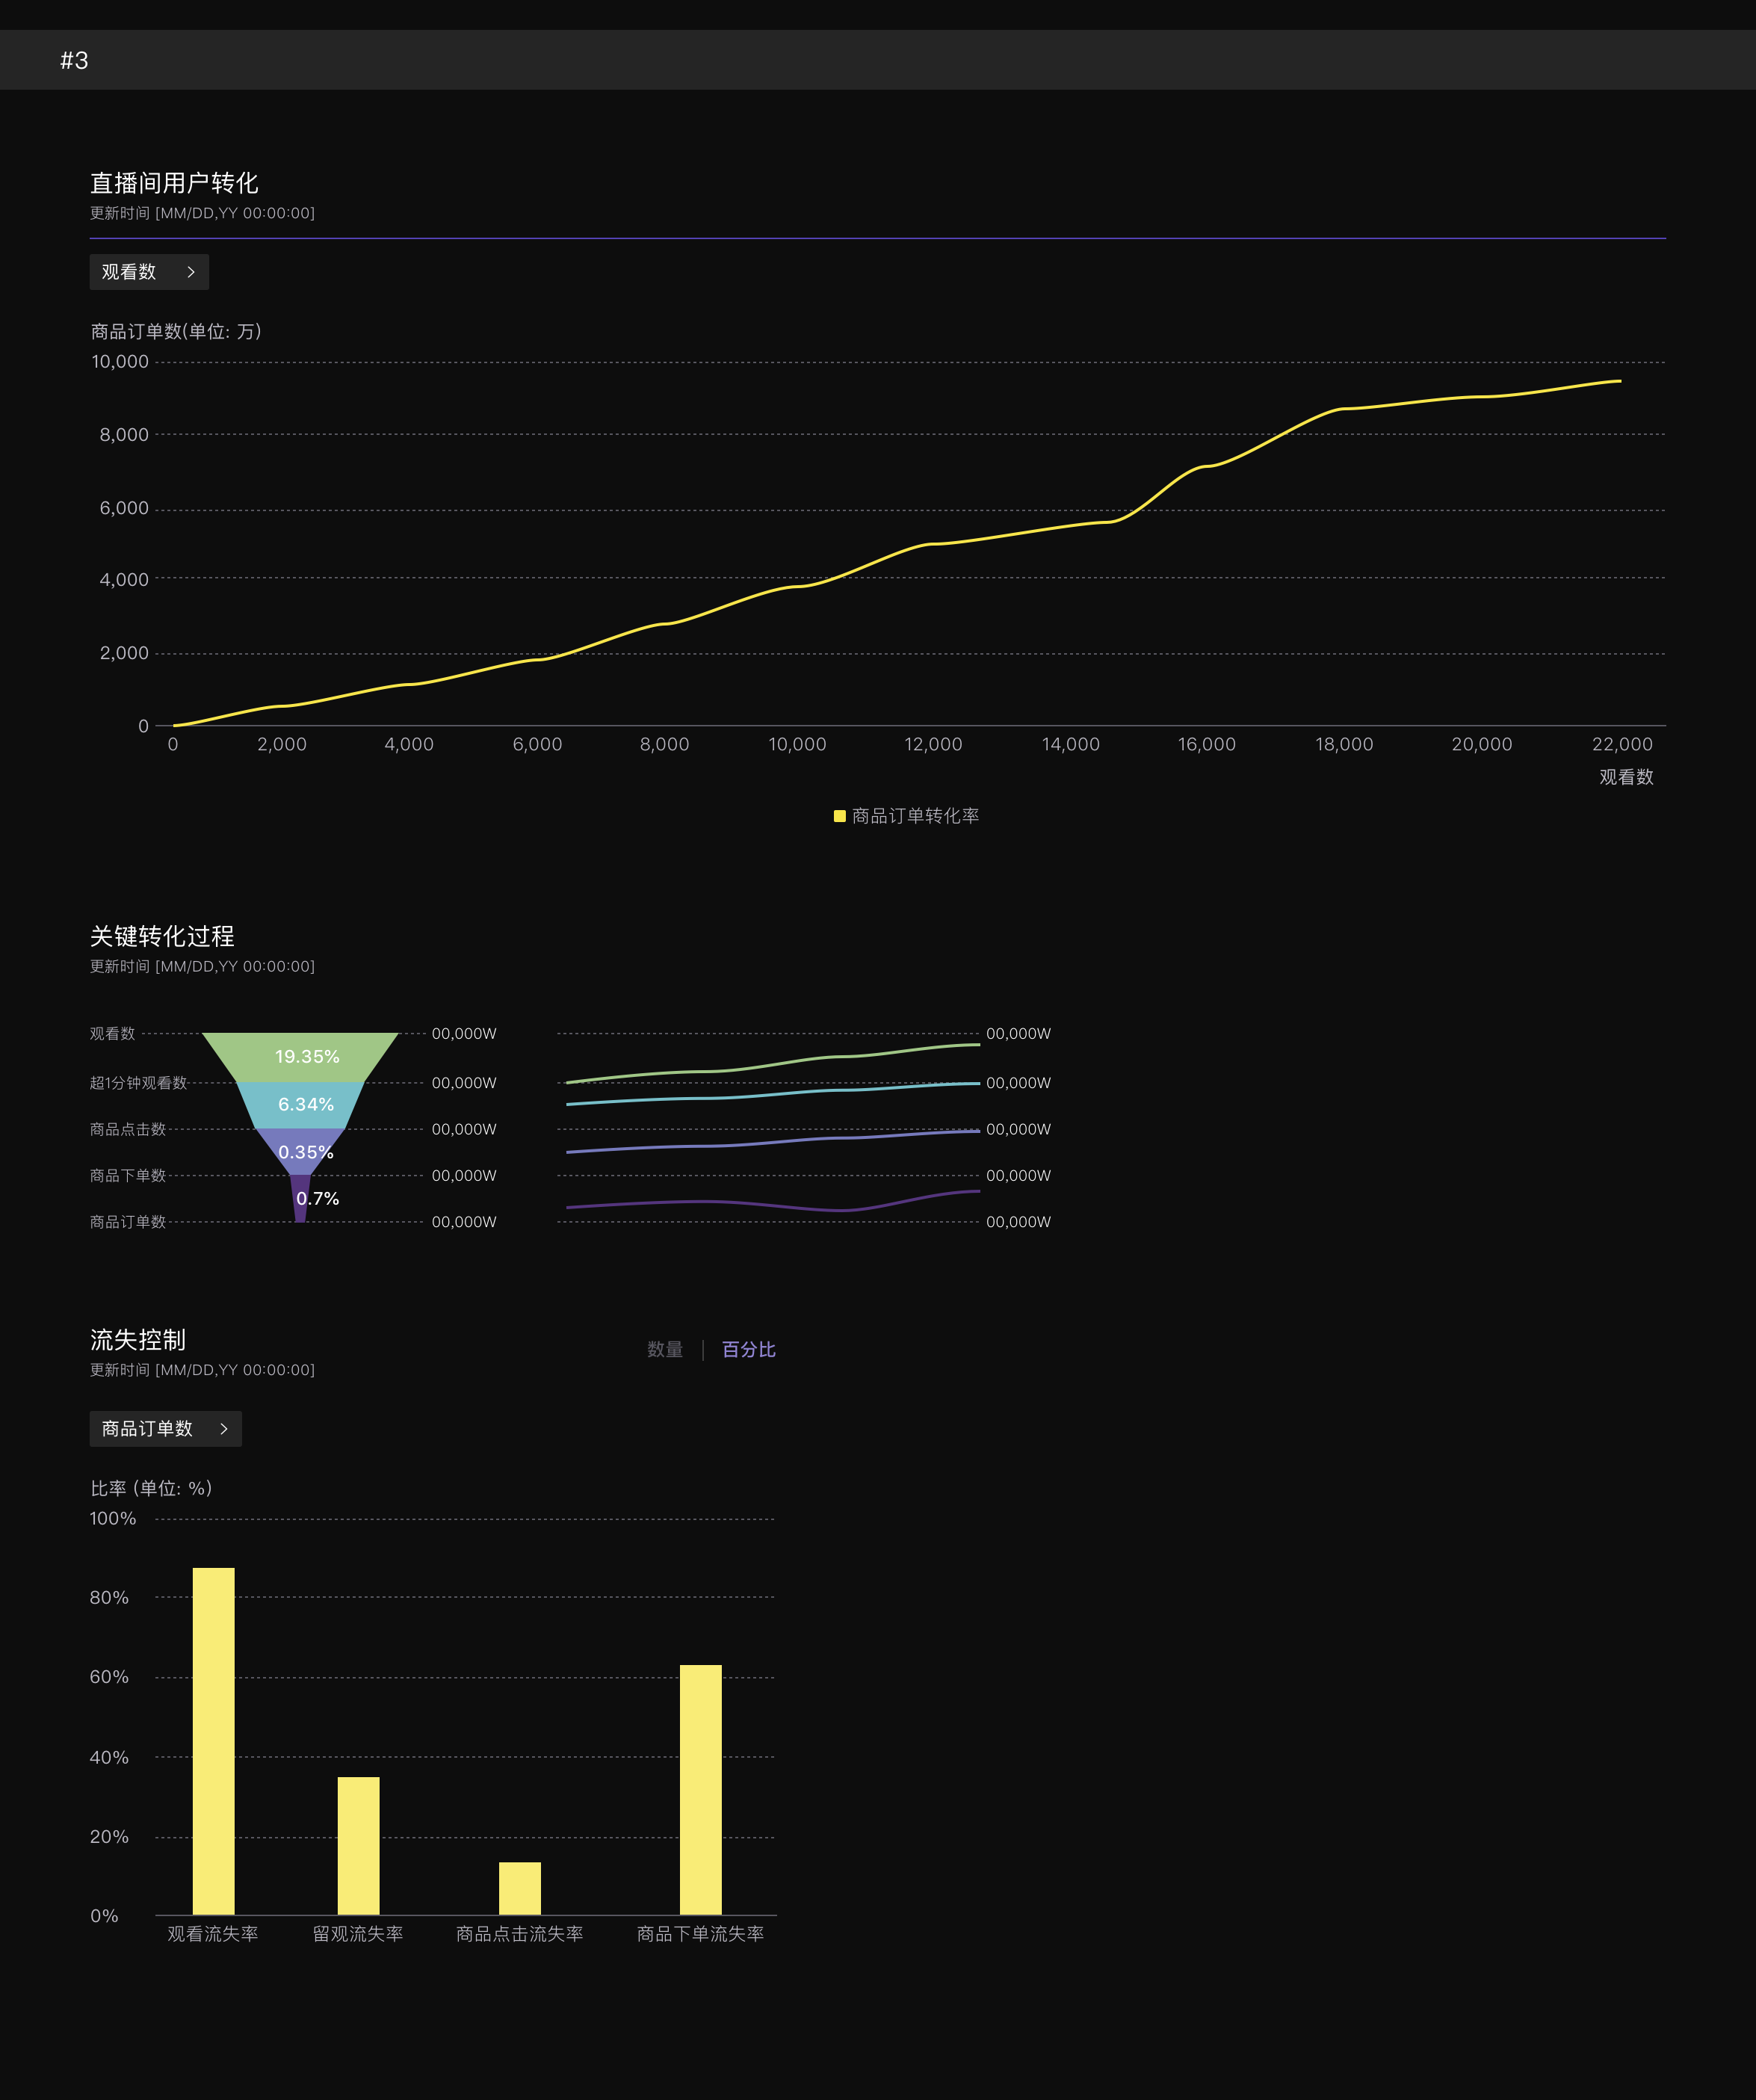 #3
直播间用户转化
更新时间 [MM/DD,YY 00:00:00]
观看数
商品订单数(单位: 万)
10,000
8,000
6,000
4,000
2,000
0
0 2,000 4,000 6,000 8,000 10,000 12,000 14,000 16,000 18,000 20,000 22,000
观看数
商品订单转化率
关键转化过程
更新时间 [MM/DD,YY 00:00:00]
观看数 00,000W 00,000W
19.35%
超1分钟观看数 00,000W 00,000W
6.34%
商品点击数 00,000W 00,000W
0.35%
商品下单数 00,000W 00,000W
0.7%
商品订单数 00,000W 00,000W
流失控制
数量 | 百分比
更新时间 [MM/DD,YY 00:00:00]
商品订单数
比率 (单位: %)
100%
80%
60%
40%
20%
0%
观看流失率 留观流失率 商品点击流失率 商品下单流失率